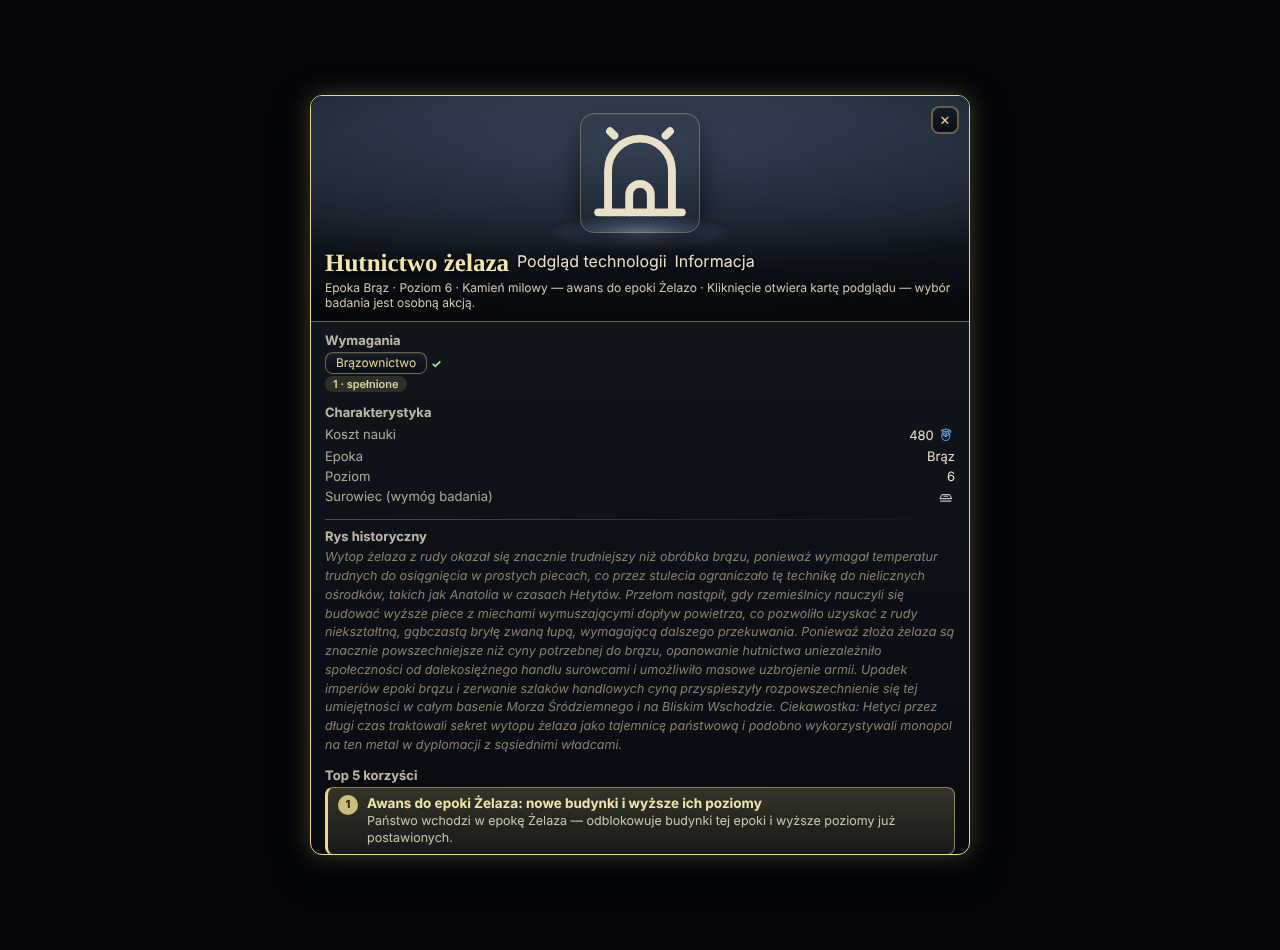 ×
Hutnictwo żelaza Podgląd technologii Informacja
Epoka Brąz · Poziom 6 · Kamień milowy — awans do epoki Żelazo · Kliknięcie otwiera kartę podglądu — wybór
badania jest osobną akcją.
Wymagania
Brązownictwo ✓
1 · spełnione
Charakterystyka
Koszt nauki 480
Epoka Brąz
Poziom 6
Surowiec (wymóg badania)
Rys historyczny
Wytop żelaza z rudy okazał się znacznie trudniejszy niż obróbka brązu, ponieważ wymagał temperatur
trudnych do osiągnięcia w prostych piecach, co przez stulecia ograniczało tę technikę do nielicznych
ośrodków, takich jak Anatolia w czasach Hetytów. Przełom nastąpił, gdy rzemieślnicy nauczyli się
budować wyższe piece z miechami wymuszającymi dopływ powietrza, co pozwoliło uzyskać z rudy
niekształtną, gąbczastą bryłę zwaną łupą, wymagającą dalszego przekuwania. Ponieważ złoża żelaza są
znacznie powszechniejsze niż cyny potrzebnej do brązu, opanowanie hutnictwa uniezależniło
społeczności od dalekosiężnego handlu surowcami i umożliwiło masowe uzbrojenie armii. Upadek
imperiów epoki brązu i zerwanie szlaków handlowych cyną przyspieszyły rozpowszechnienie się tej
umiejętności w całym basenie Morza Śródziemnego i na Bliskim Wschodzie. Ciekawostka: Hetyci przez
długi czas traktowali sekret wytopu żelaza jako tajemnicę państwową i podobno wykorzystywali monopol
na ten metal w dyplomacji z sąsiednimi władcami.
Top 5 korzyści
1 Awans do epoki Żelaza: nowe budynki i wyższe ich poziomy
Państwo wchodzi w epokę Żelaza — odblokowuje budynki tej epoki i wyższe poziomy już
postawionych.